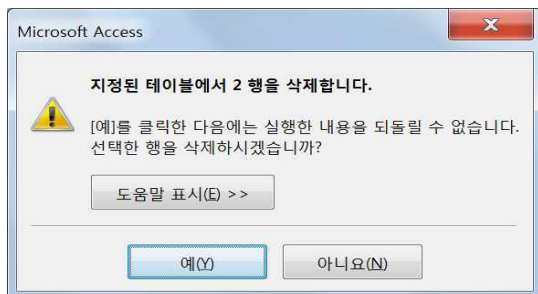 Microsoft Access
지정된 테이블에서 2 행을 삭제합니다.
[예]를 클릭한 다음에는 실행한 내용을 되돌릴 수 없습니다.
선택한 행을 삭제하시겠습니까?
도움말 표시(E) >>
예(Y)
아니요(N)